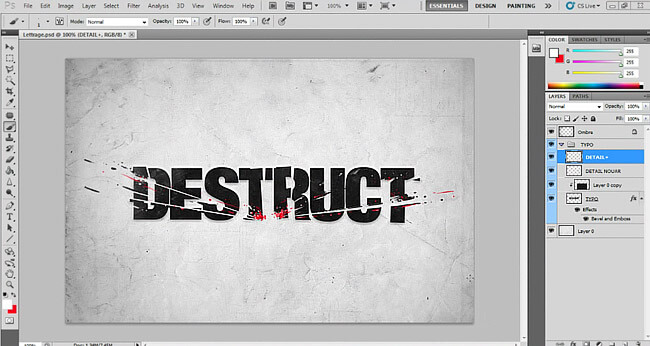 File Edit Image Layer Select Filter Analysis 3D View Window Help
100%
ESSENTIALS DESIGN PAINTING >> CS Live
Mode: Normal Opacity: 100% Flow: 100%
Lettrage.psd @ 100% (DETAIL+, RGB/8) *
DESTRUCT
COLOR SWATCHES STYLES
R 255
G 255
B 255
LAYERS PATHS
Normal Opacity: 100%
Lock: Fill: 100%
Ombra
TYPO
DETAIL+
DETAIL NOUAR
Layer 0 copy
TYPO fx
Effects
Bevel and Emboss
Layer 0